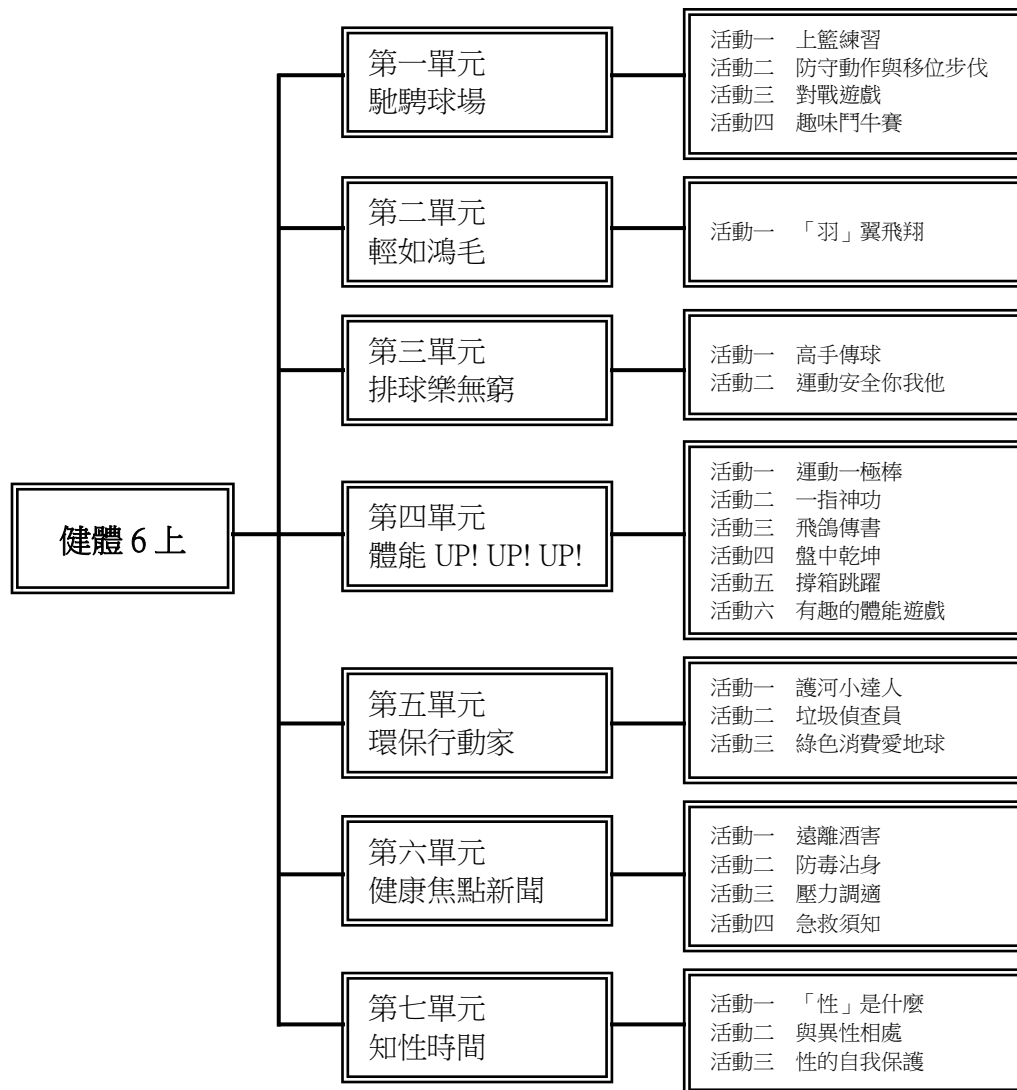 健體 6 上
第一單元
馳騁球場
活動一　上籃練習
活動二　防守動作與移位步伐
活動三　對戰遊戲
活動四　趣味鬥牛賽
第二單元
輕如鴻毛
活動一　「羽」翼飛翔
第三單元
排球樂無窮
活動一　高手傳球
活動二　運動安全你我他
第四單元
體能 UP! UP! UP!
活動一　運動一極棒
活動二　一指神功
活動三　飛鴿傳書
活動四　盤中乾坤
活動五　撐箱跳躍
活動六　有趣的體能遊戲
第五單元
環保行動家
活動一　護河小達人
活動二　垃圾偵查員
活動三　綠色消費愛地球
第六單元
健康焦點新聞
活動一　遠離酒害
活動二　防毒沾身
活動三　壓力調適
活動四　急救須知
第七單元
知性時間
活動一　「性」是什麼
活動二　與異性相處
活動三　性的自我保護